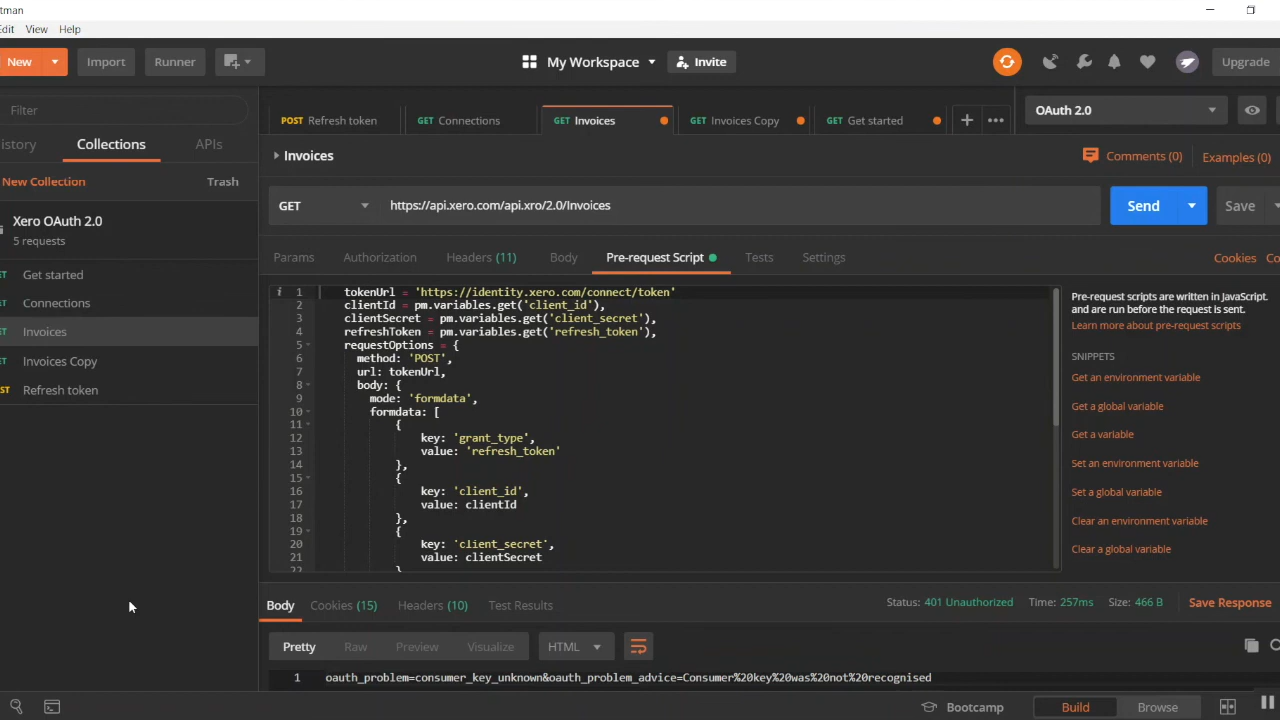 tman
Edit View Help
New Import Runner My Workspace Invite Upgrade
Filter
istory Collections APIs
New Collection Trash
Xero OAuth 2.0
5 requests
GET Get started
GET Connections
GET Invoices
GET Invoices Copy
POST Refresh token
POST Refresh token GET Connections GET Invoices GET Invoices Copy GET Get started + ••• OAuth 2.0
Invoices Comments (0) Examples (0)
GET https://api.xero.com/api.xro/2.0/Invoices Send Save
Params Authorization Headers (11) Body Pre-request Script Tests Settings Cookies Co
1 tokenUrl = 'https://identity.xero.com/connect/token'
2 clientId = pm.variables.get('client_id'),
3 clientSecret = pm.variables.get('client_secret'),
4 refreshToken = pm.variables.get('refresh_token'),
5 requestOptions = {
6 method: 'POST',
7 url: tokenUrl,
8 body: {
9 mode: 'formdata',
10 formdata: [
11 {
12 key: 'grant_type',
13 value: 'refresh_token'
14 },
15 {
16 key: 'client_id',
17 value: clientId
18 },
19 {
20 key: 'client_secret',
21 value: clientSecret
22 }
Pre-request scripts are written in JavaScript,
and are run before the request is sent.
Learn more about pre-request scripts
SNIPPETS
Get an environment variable
Get a global variable
Get a variable
Set an environment variable
Set a global variable
Clear an environment variable
Clear a global variable
Body Cookies (15) Headers (10) Test Results Status: 401 Unauthorized Time: 257ms Size: 466 B Save Response
Pretty Raw Preview Visualize HTML
1 oauth_problem=consumer_key_unknown&oauth_problem_advice=Consumer%20key%20was%20not%20recognised
Bootcamp Build Browse